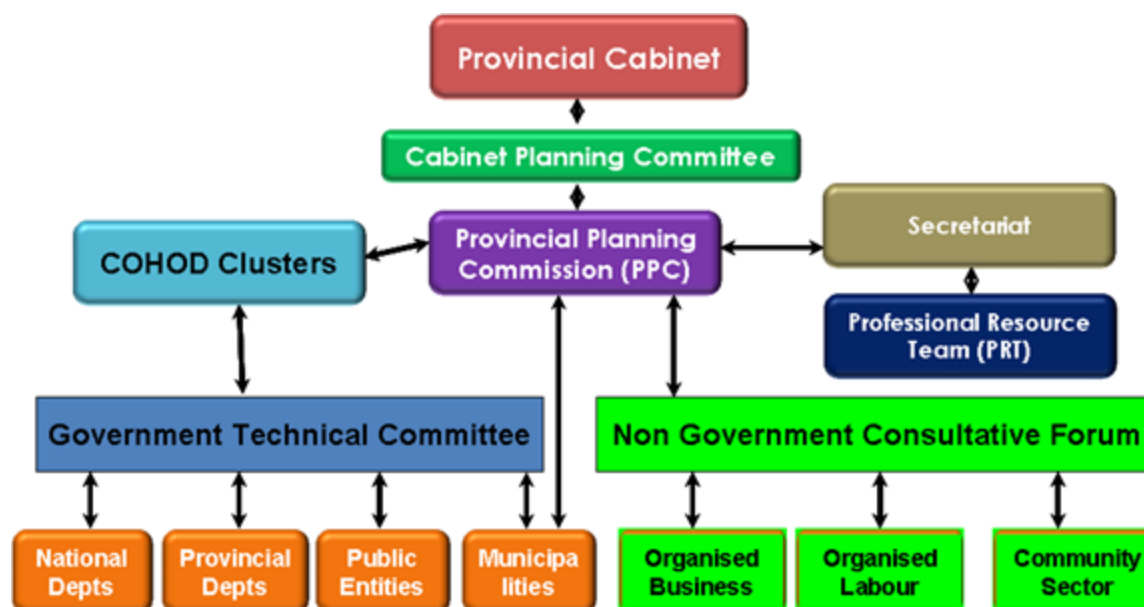 Provincial Cabinet
Cabinet Planning Committee
COHOD Clusters
Provincial Planning
Commission (PPC)
Secretariat
Professional Resource
Team (PRT)
Government Technical Committee
Non Government Consultative Forum
National
Depts
Provincial
Depts
Public
Entities
Municipa
lities
Organised
Business
Organised
Labour
Community
Sector